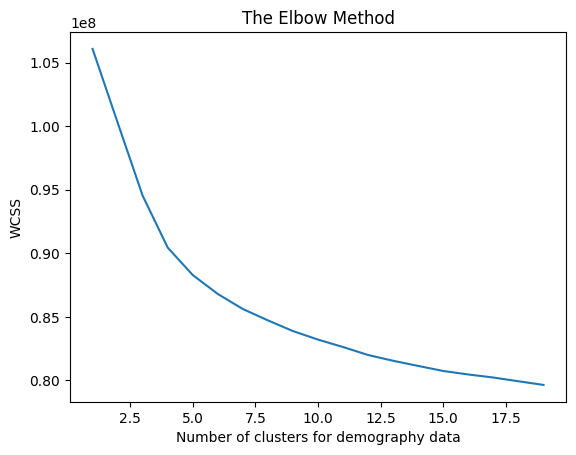 The Elbow Method
1e8
1.05
1.00
0.95
0.90
0.85
0.80
WCSS
2.5 5.0 7.5 10.0 12.5 15.0 17.5
Number of clusters for demography data